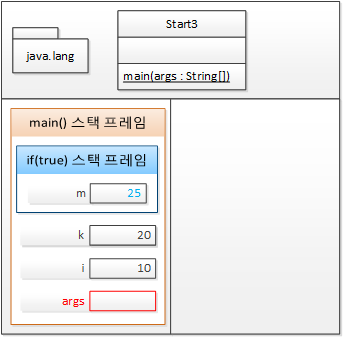 Start3
java.lang
main(args : String[])
main() 스택 프레임
if(true) 스택 프레임
m 25
k 20
i 10
args